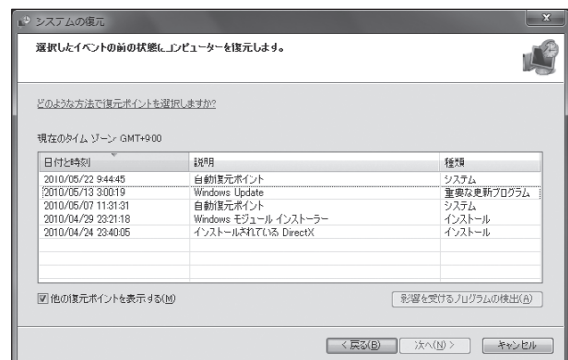 システムの復元
選択したイベントの前の状態にコンピューターを復元します。
どのような方法で復元ポイントを選択しますか?
現在のタイム ゾーン GMT+9:00
日付と時刻 説明 種類
2010/05/22 9:44:45 自動復元ポイント システム
2010/05/13 3:00:19 Windows Update 重要な更新プログラム
2010/05/07 11:31:31 自動復元ポイント システム
2010/04/29 23:21:18 Windows モジュール インストーラー インストール
2010/04/24 23:40:05 インストールされている DirectX インストール
他の復元ポイントを表示する(M) 影響を受けるプログラムの検出(A)
< 戻る(B) 次へ(N) > キャンセル